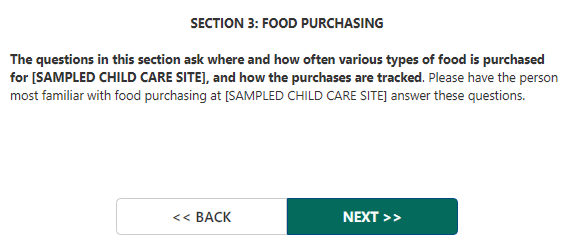 SECTION 3: FOOD PURCHASING
The questions in this section ask where and how often various types of food is purchased
for [SAMPLED CHILD CARE SITE], and how the purchases are tracked. Please have the person
most familiar with food purchasing at [SAMPLED CHILD CARE SITE] answer these questions.
<< BACK
NEXT >>